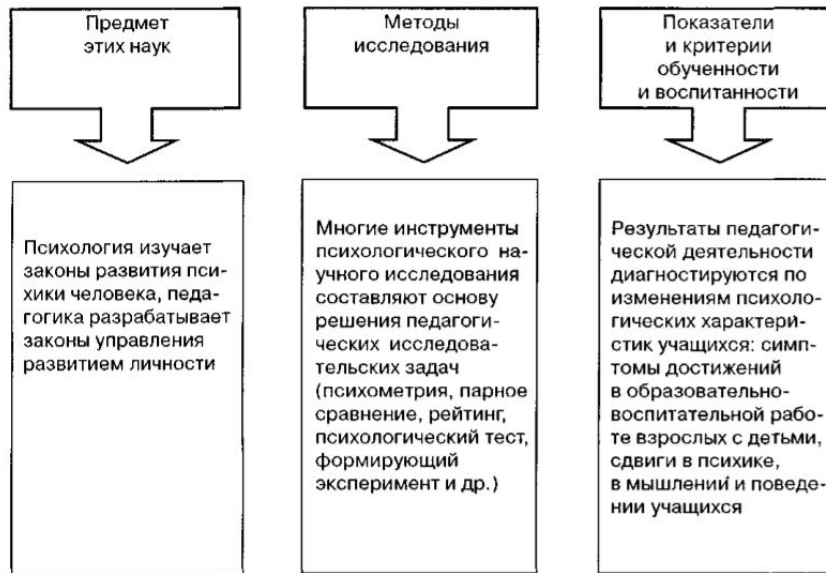 Предмет
этих наук
Методы
исследования
Показатели
и критерии
обученности
и воспитанности
Психология изучает
законы развития пси-
хики человека, педа-
гогика разрабатывает
законы управления
развитием личности
Многие инструменты
психологического на-
учного исследования
составляют основу
решения педагоги-
ческих исследова-
тельских задач
(психометрия, парное
сравнение, рейтинг,
психологический тест,
формирующий
эксперимент и др.)
Результаты педагоги-
ческой деятельности
диагностируются по
изменениям психоло-
гических характери-
стик учащихся: симп-
томы достижений
в образовательно-
воспитательной рабо-
те взрослых с детьми,
сдвиги в психике,
в мышлении и поведе-
нии учащихся